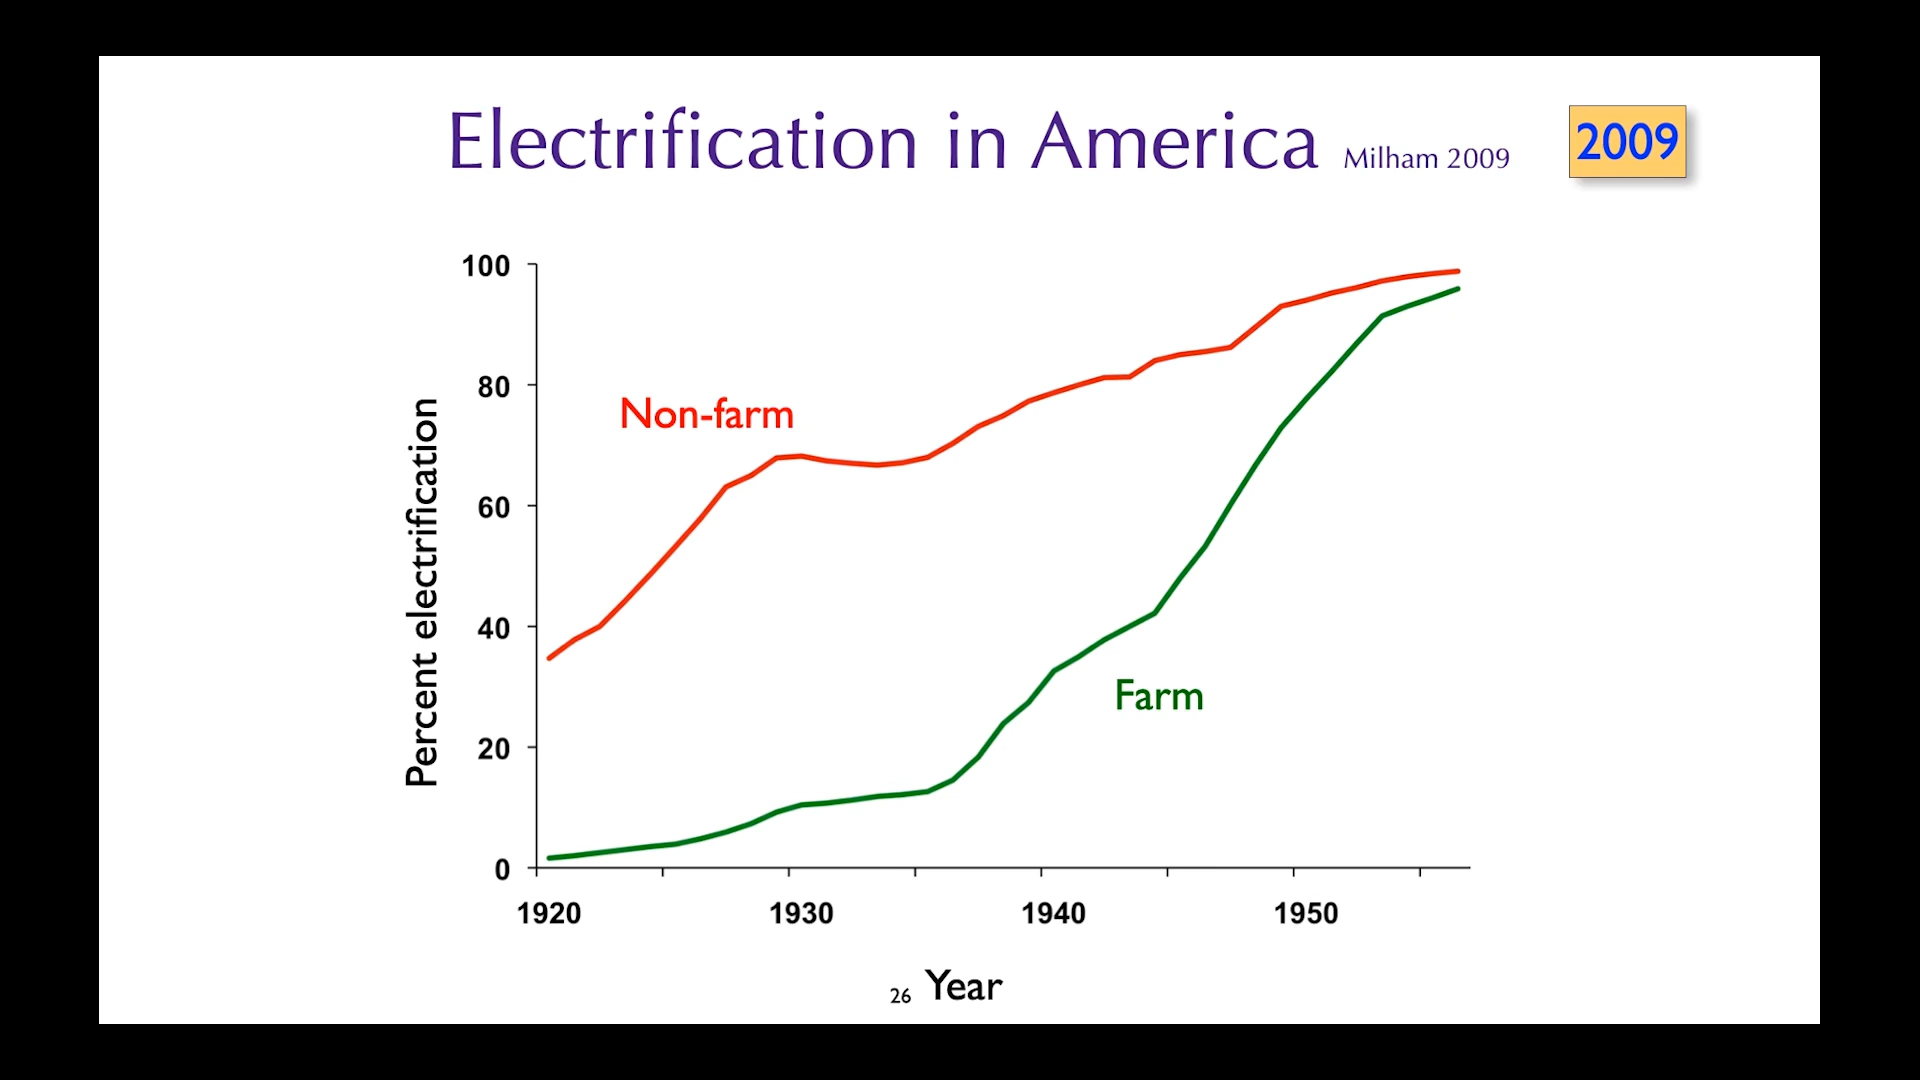 Electrification in America Milham 2009
2009
100
80
60
40
20
0
Percent electrification
Non-farm
Farm
1920 1930 1940 1950
26 Year